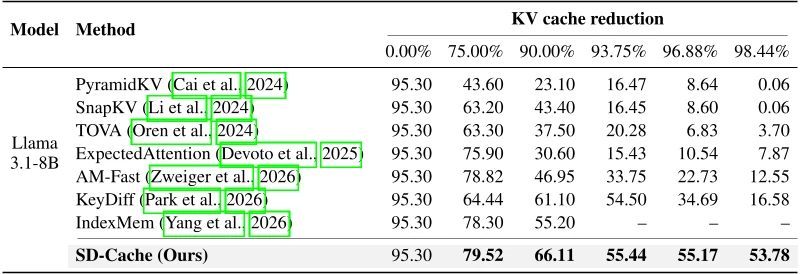 Model Method KV cache reduction
0.00% 75.00% 90.00% 93.75% 96.88% 98.44%
PyramidKV (Cai et al., 2024) 95.30 43.60 23.10 16.47 8.64 0.06
SnapKV (Li et al., 2024) 95.30 63.20 43.40 16.45 8.60 0.06
TOVA (Oren et al., 2024) 95.30 63.30 37.50 20.28 6.83 3.70
Llama 3.1-8B ExpectedAttention (Devoto et al., 2025) 95.30 75.90 30.60 15.43 10.54 7.87
AM-Fast (Zweiger et al., 2026) 95.30 78.82 46.95 33.75 22.73 12.55
KeyDiff (Park et al., 2026) 95.30 64.44 61.10 54.50 34.69 16.58
IndexMem (Yang et al., 2026) 95.30 78.30 55.20 – – –
SD-Cache (Ours) 95.30 79.52 66.11 55.44 55.17 53.78